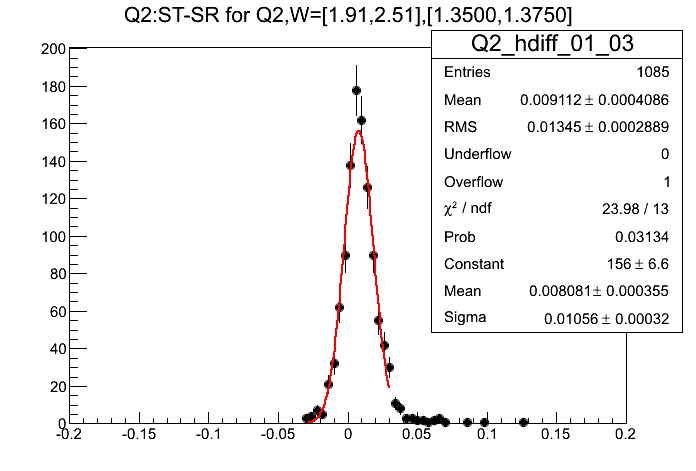 Q2:ST-SR for Q2,W=[1.91,2.51],[1.3500,1.3750]
Q2_hdiff_01_03
Entries 1085
Mean 0.009112 ± 0.0004086
RMS 0.01345 ± 0.0002889
Underflow 0
Overflow 1
χ² / ndf 23.98 / 13
Prob 0.03134
Constant 156 ± 6.6
Mean 0.008081 ± 0.000355
Sigma 0.01056 ± 0.00032
200
180
160
140
120
100
80
60
40
20
0
-0.2 -0.15 -0.1 -0.05 0 0.05 0.1 0.15 0.2